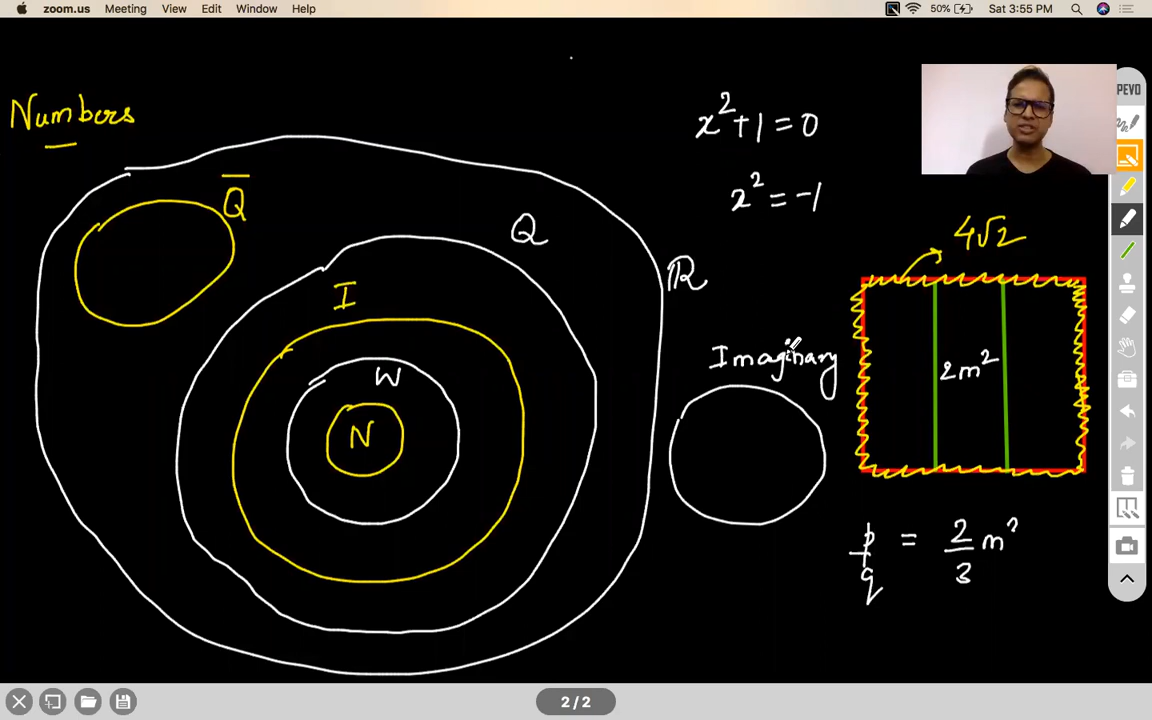 zoom.us Meeting View Edit Window Help 50% Sat 3:55 PM
Numbers
x²+1=0
x²=-1
Q̅
Q
4√2
I
ℝ
Imaginary
W
2m²
N
p/q = 2/3 m²
IPEVO
2 / 2